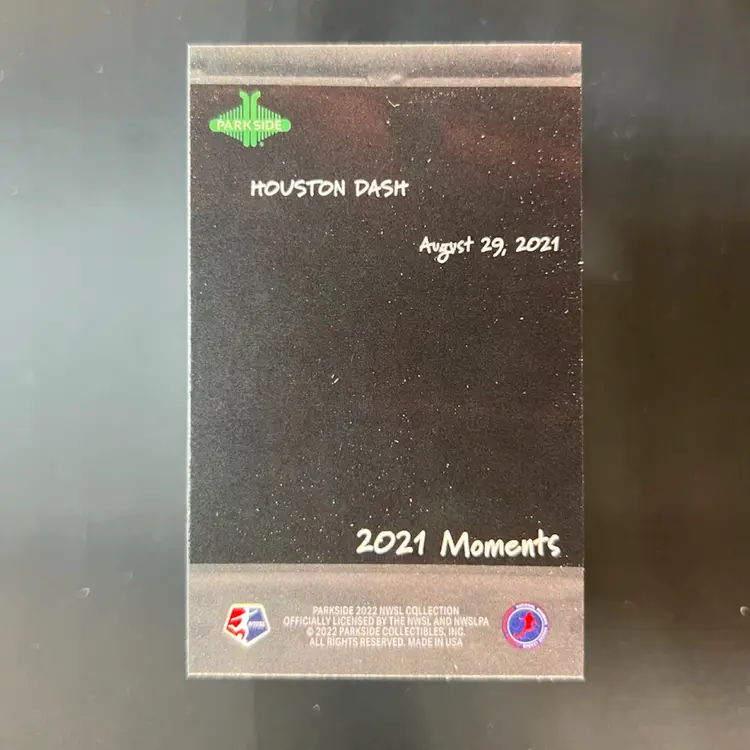 PARKSIDE
HOUSTON DASH
August 29, 2021
2021 Moments
PARKSIDE 2022 NWSL COLLECTION
OFFICIALLY LICENSED BY THE NWSL AND NWSLPA
© 2022 PARKSIDE COLLECTIBLES, INC.
ALL RIGHTS RESERVED. MADE IN USA